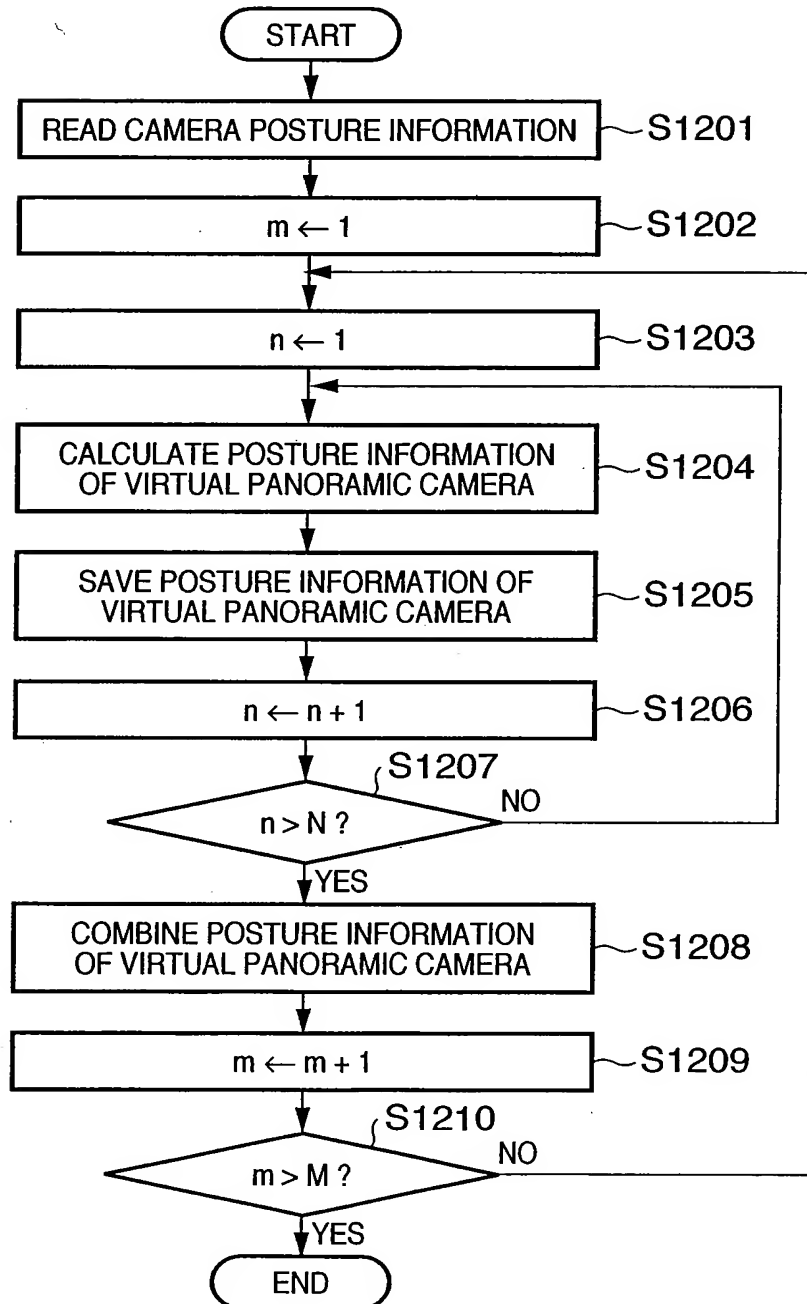 START
READ CAMERA POSTURE INFORMATION
S1201
m ← 1
S1202
n ← 1
S1203
CALCULATE POSTURE INFORMATION
OF VIRTUAL PANORAMIC CAMERA
S1204
SAVE POSTURE INFORMATION OF
VIRTUAL PANORAMIC CAMERA
S1205
n ← n + 1
S1206
S1207
n > N ?
NO
YES
COMBINE POSTURE INFORMATION
OF VIRTUAL PANORAMIC CAMERA
S1208
m ← m + 1
S1209
S1210
m > M ?
NO
YES
END